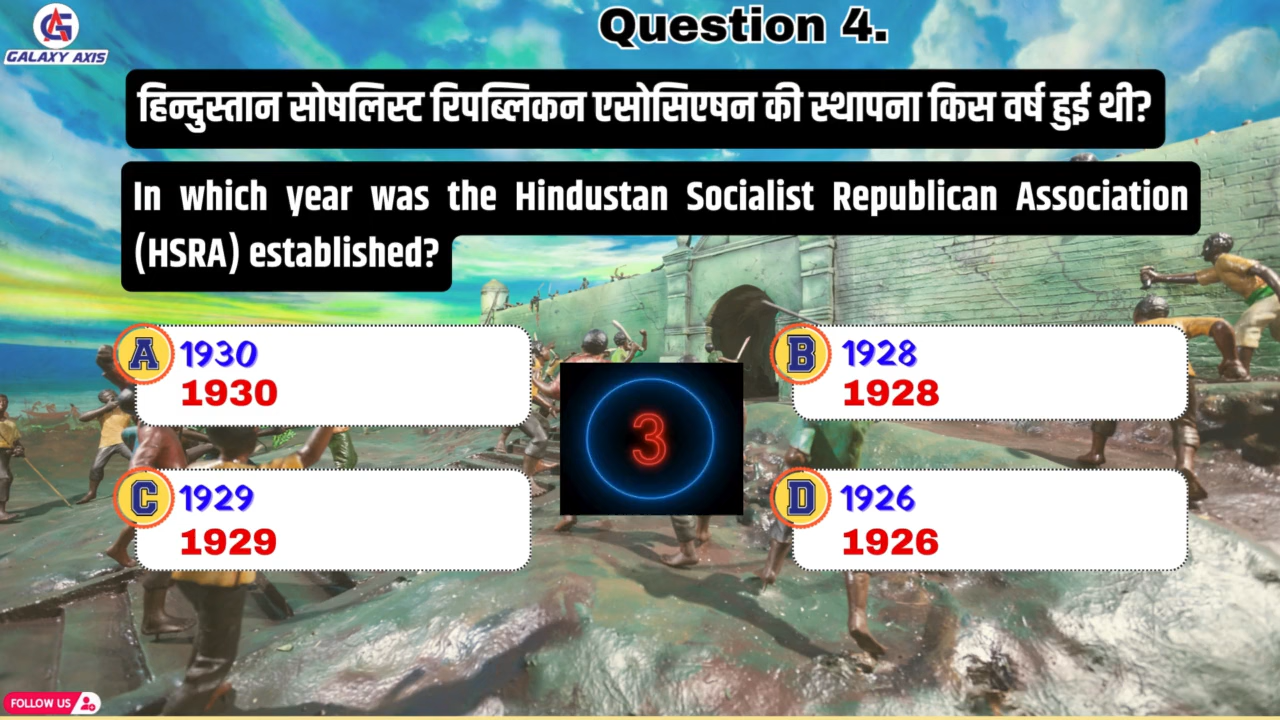 GALAXY AXIS
Question 4.
हिन्दुस्तान सोषलिस्ट रिपब्लिकन एसोसिएषन की स्थापना किस वर्ष हुई थी?
In which year was the Hindustan Socialist Republican Association
(HSRA) established?
A 1930
1930
B 1928
1928
3
C 1929
1929
D 1926
1926
FOLLOW US